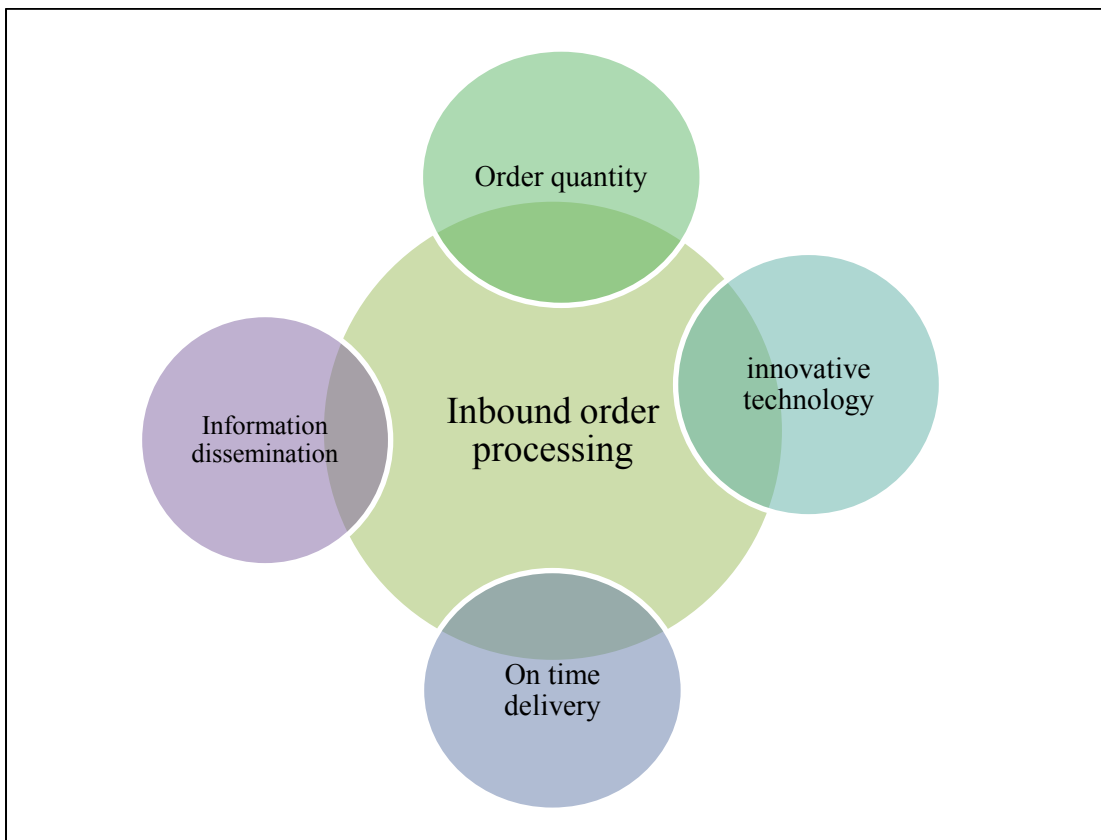 Order quantity
innovative
technology
Inbound order
processing
Information
dissemination
On time
delivery